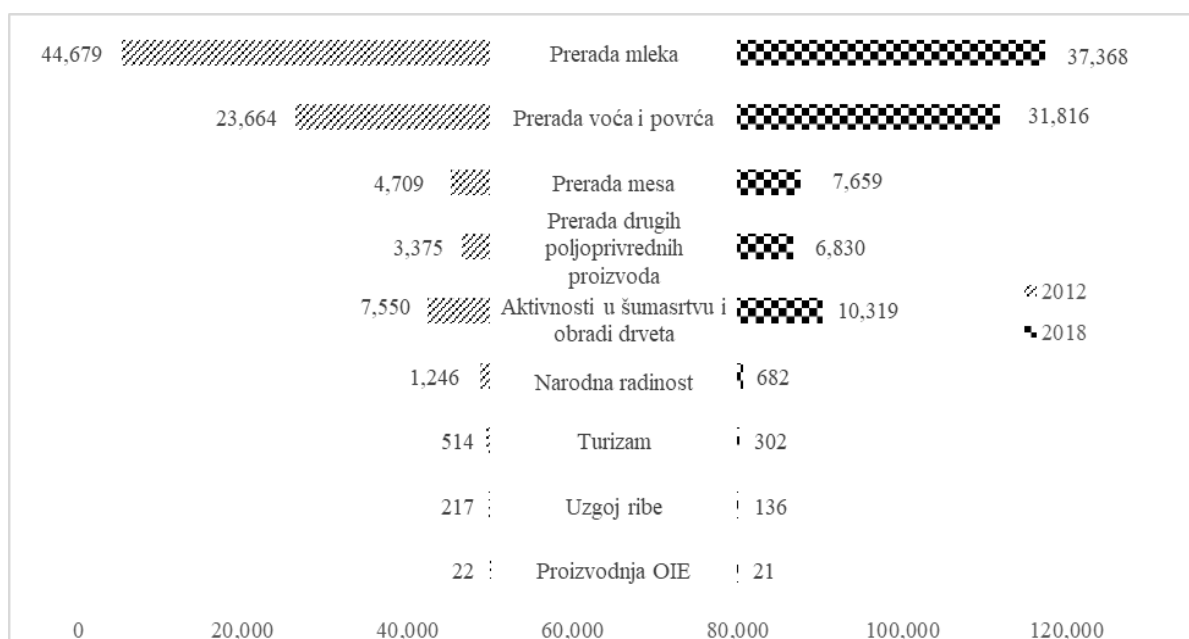 44,679 Prerada mleka 37,368
23,664 Prerada voća i povrća 31,816
4,709 Prerada mesa 7,659
Prerada drugih
3,375 poljoprivrednih 6,830
proizvoda
7,550 Aktivnosti u šumasrtvu i 10,319
obradi drveta
2012
2018
1,246 Narodna radinost 682
514 Turizam 302
217 Uzgoj ribe 136
22 Proizvodnja OIE 21
0 20,000 40,000 60,000 80,000 100,000 120,000